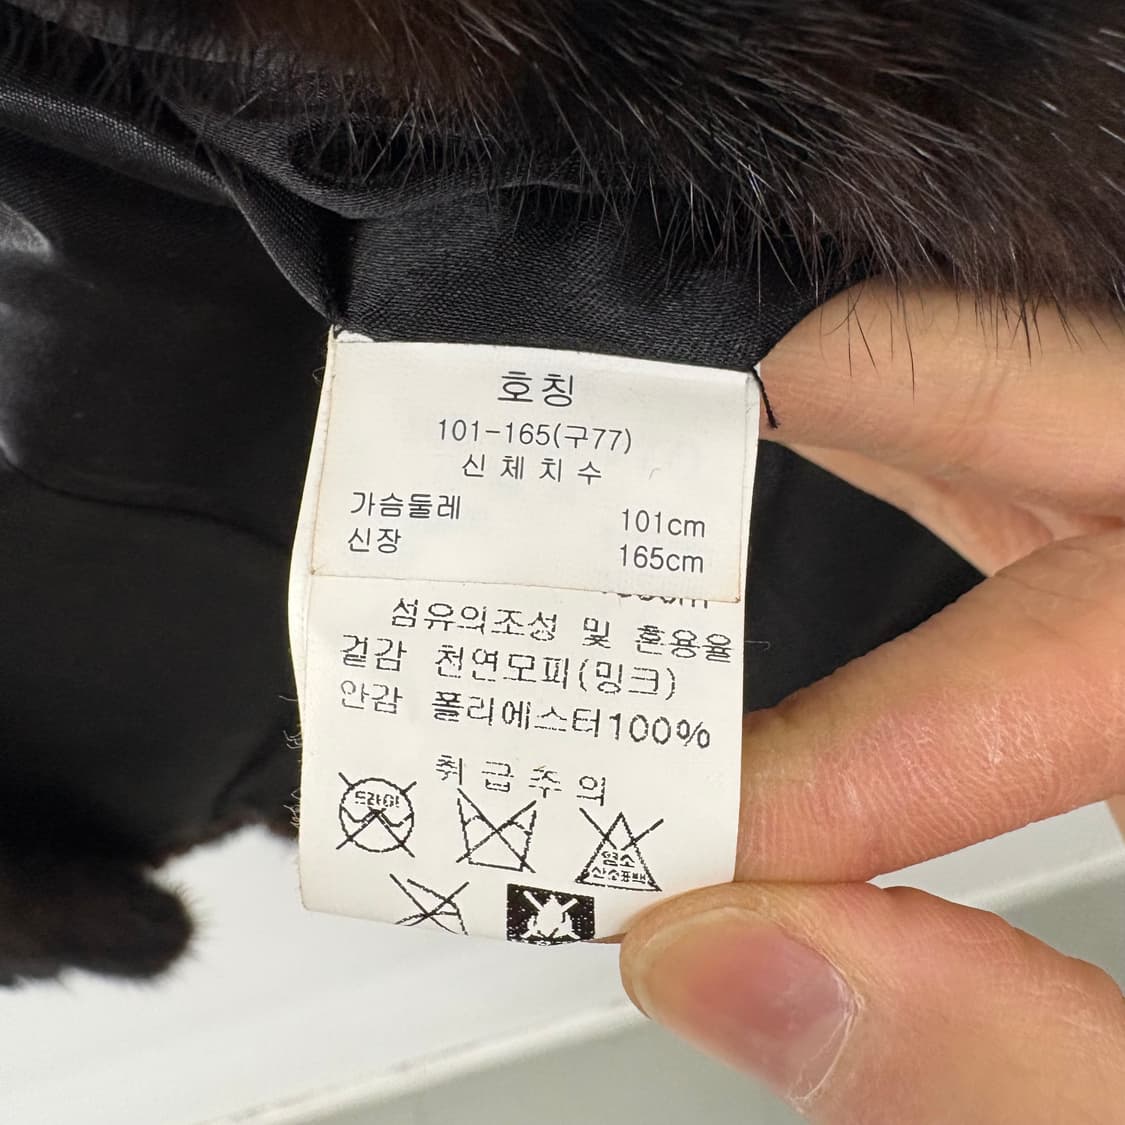 호칭
101-165(구77)
신체치수
가슴둘레 101cm
신장 165cm
섬유의조성 및 혼용율
겉감 천연모피(밍크)
안감 폴리에스터100%
취급주의
드라이
염소
산소표백